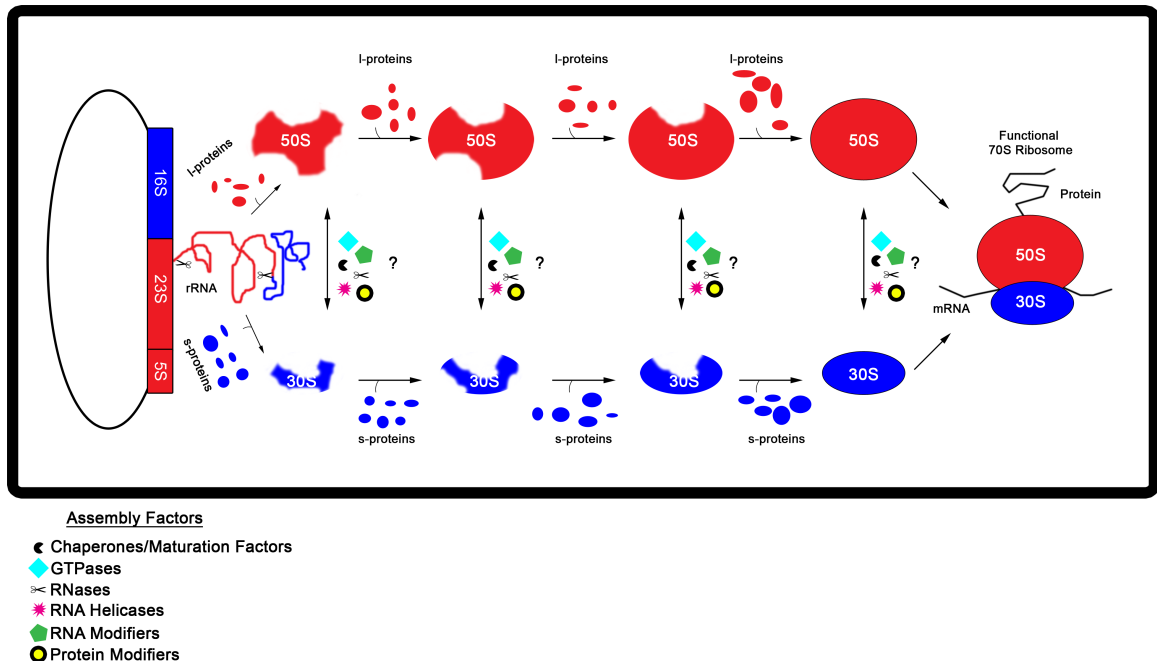 l-proteins
l-proteins
l-proteins
50S
50S
50S
50S
Functional
70S Ribosome
l-proteins
16S
Protein
23S
rRNA
?
?
?
?
50S
mRNA
30S
5S
s-proteins
30S
30S
30S
30S
s-proteins
s-proteins
s-proteins
Assembly Factors
Chaperones/Maturation Factors
GTPases
RNases
RNA Helicases
RNA Modifiers
Protein Modifiers